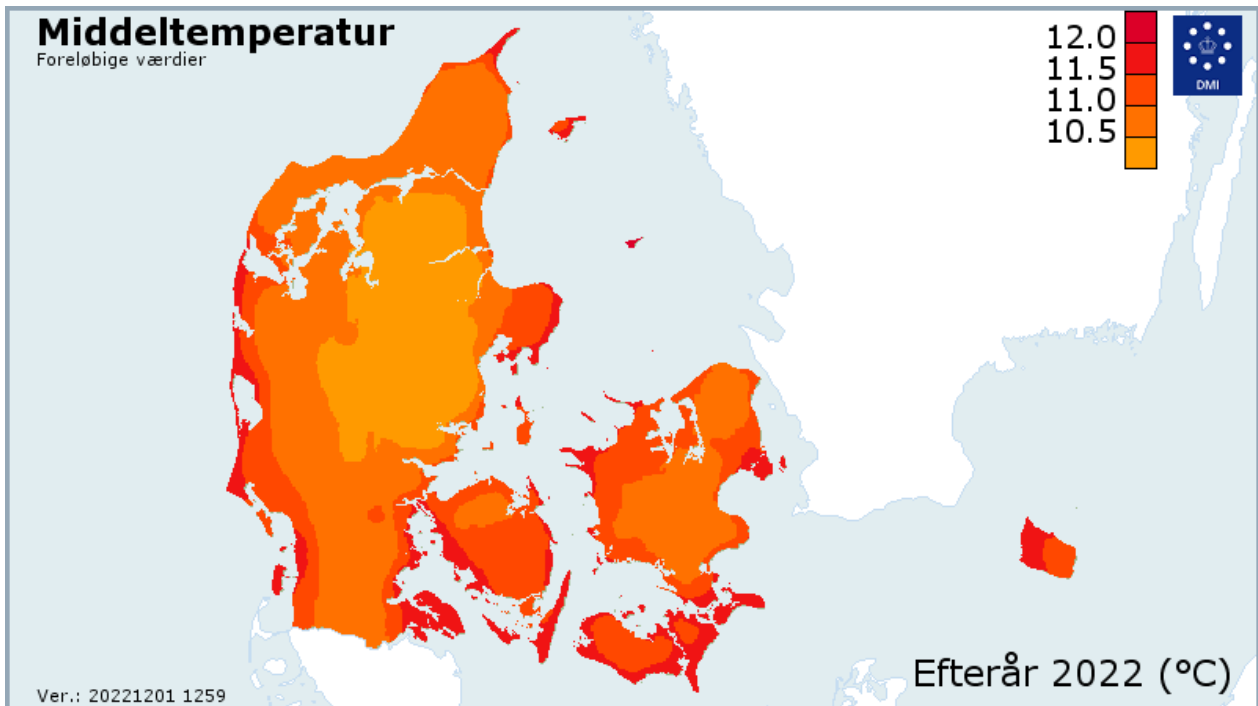 Middeltemperatur
Foreløbige værdier
12.0
11.5
11.0
10.5
DMI
Efterår 2022 (°C)
Ver.: 20221201 1259